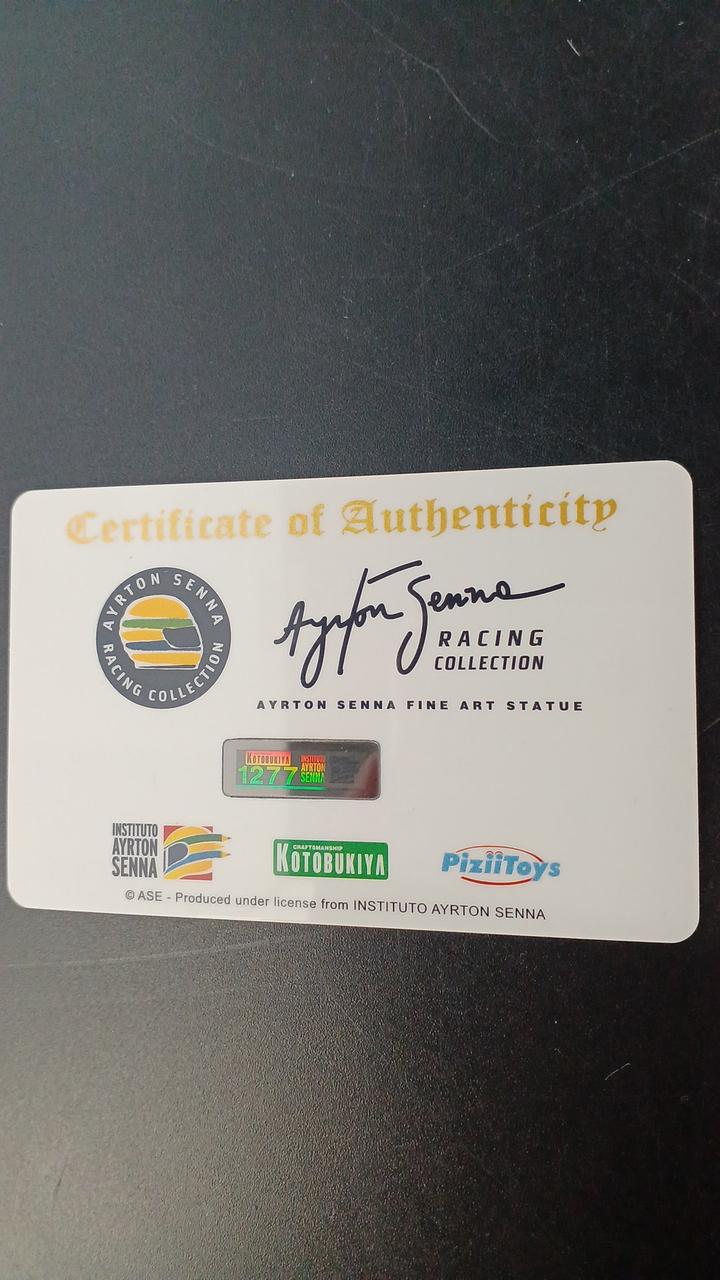 Certificate of Authenticity
AYRTON SENNA
RACING COLLECTION
Ayrton Senna
RACING
COLLECTION
AYRTON SENNA FINE ART STATUE
KOTOBUKIYA
1277
INSTITUTO
AYRTON
SENNA
INSTITUTO
AYRTON
SENNA
CRAFTSMANSHIP
KOTOBUKIYA
PiziiToys
© ASE - Produced under license from INSTITUTO AYRTON SENNA